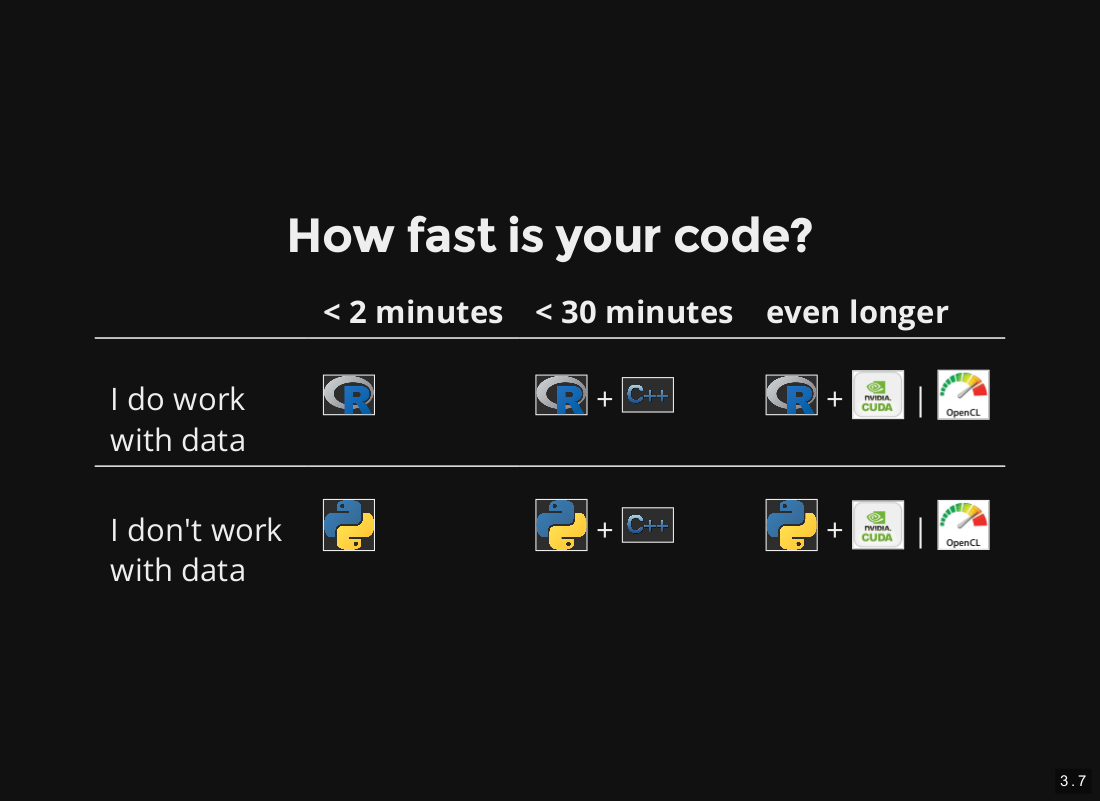 How fast is your code?
< 2 minutes < 30 minutes even longer
I do work
with data
R
R + C++
R + NVIDIA. CUDA | OpenCL
I don't work
with data
+ C++
+ NVIDIA. CUDA | OpenCL
3.7